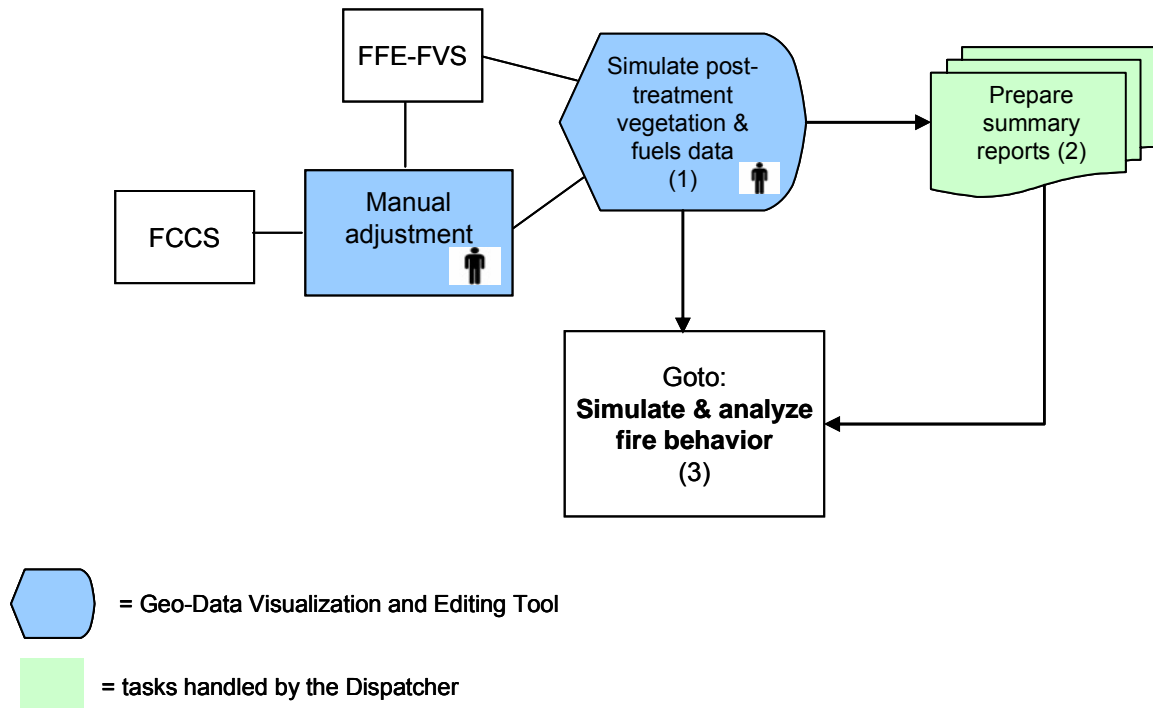 FFE-FVS
Simulate post-
treatment
vegetation &
fuels data
(1)
Prepare
summary
reports (2)
Manual
adjustment
FCCS
Goto:
Simulate & analyze
fire behavior
(3)
= Geo-Data Visualization and Editing Tool
= tasks handled by the Dispatcher